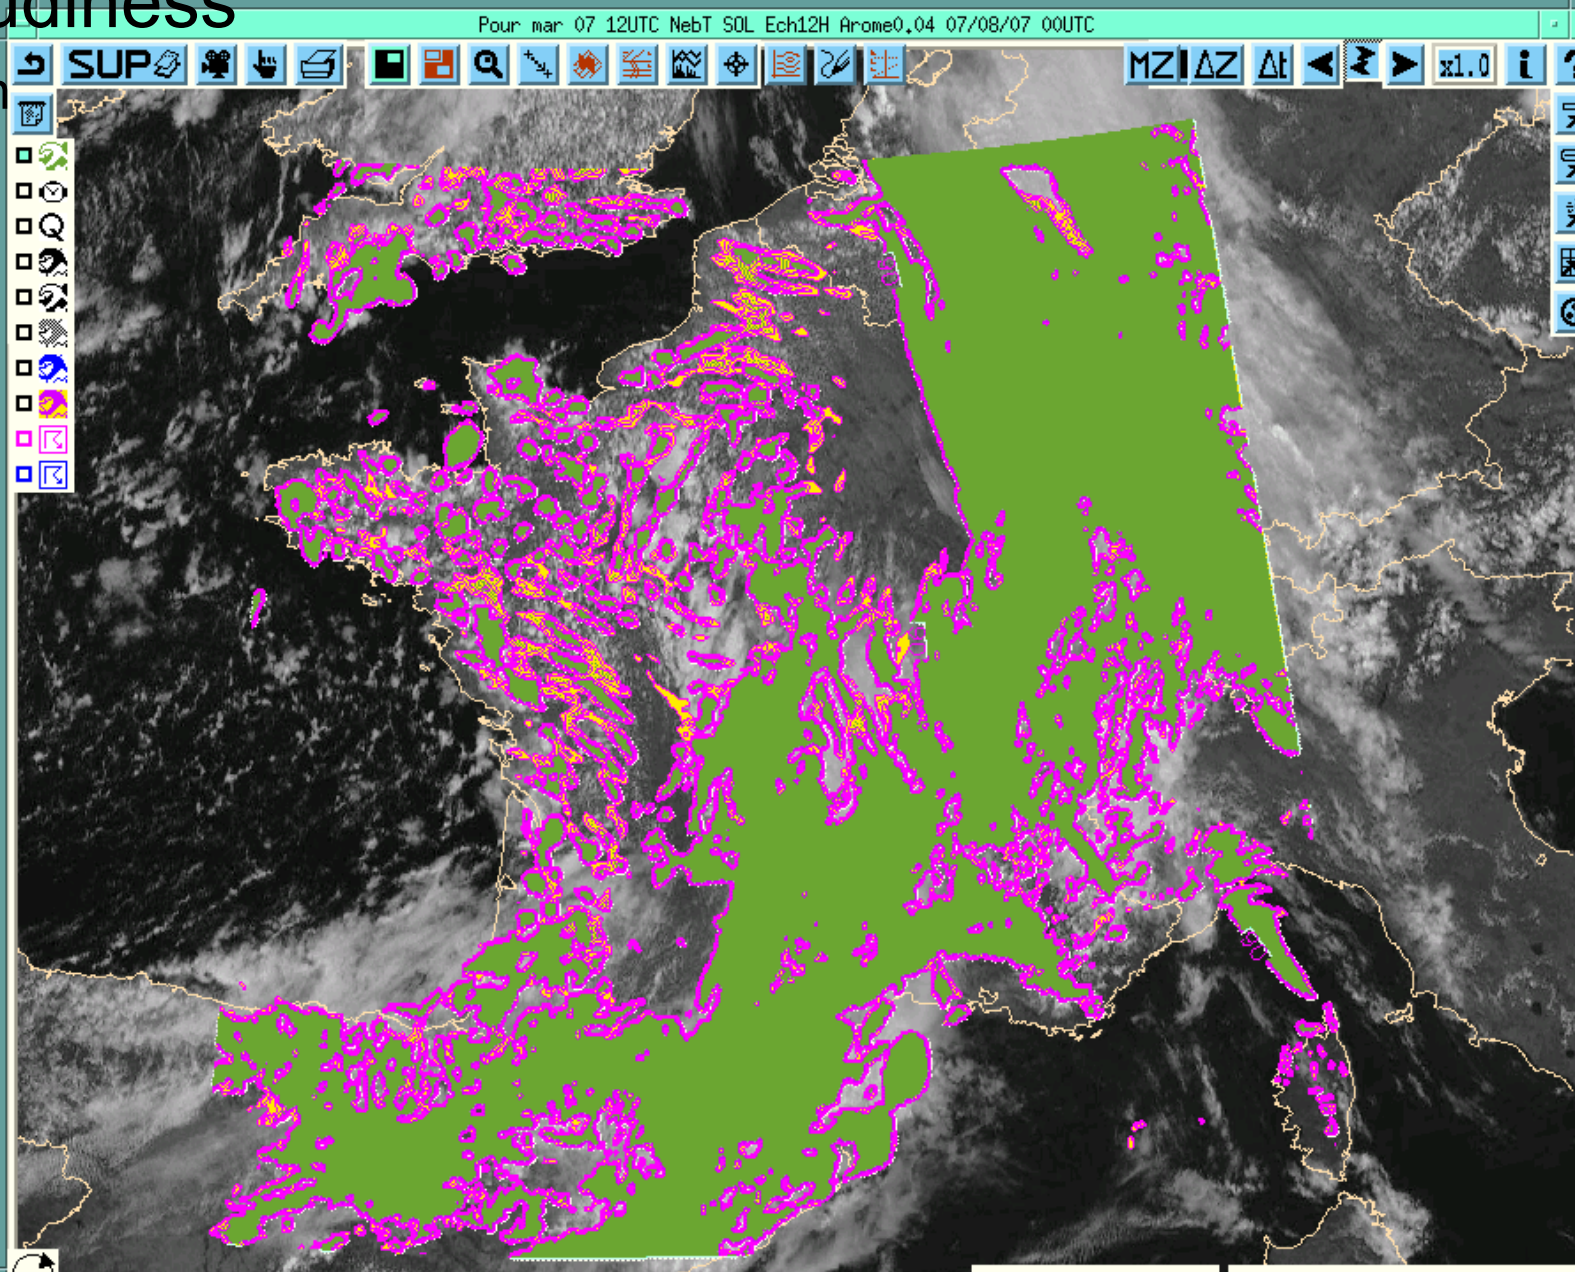 Pour mar 07 12UTC NebT SOL Ech12H Arome0.04 07/08/07 00UTC
SUP
MZ ΔZ Δt x1.0 i ?
Q